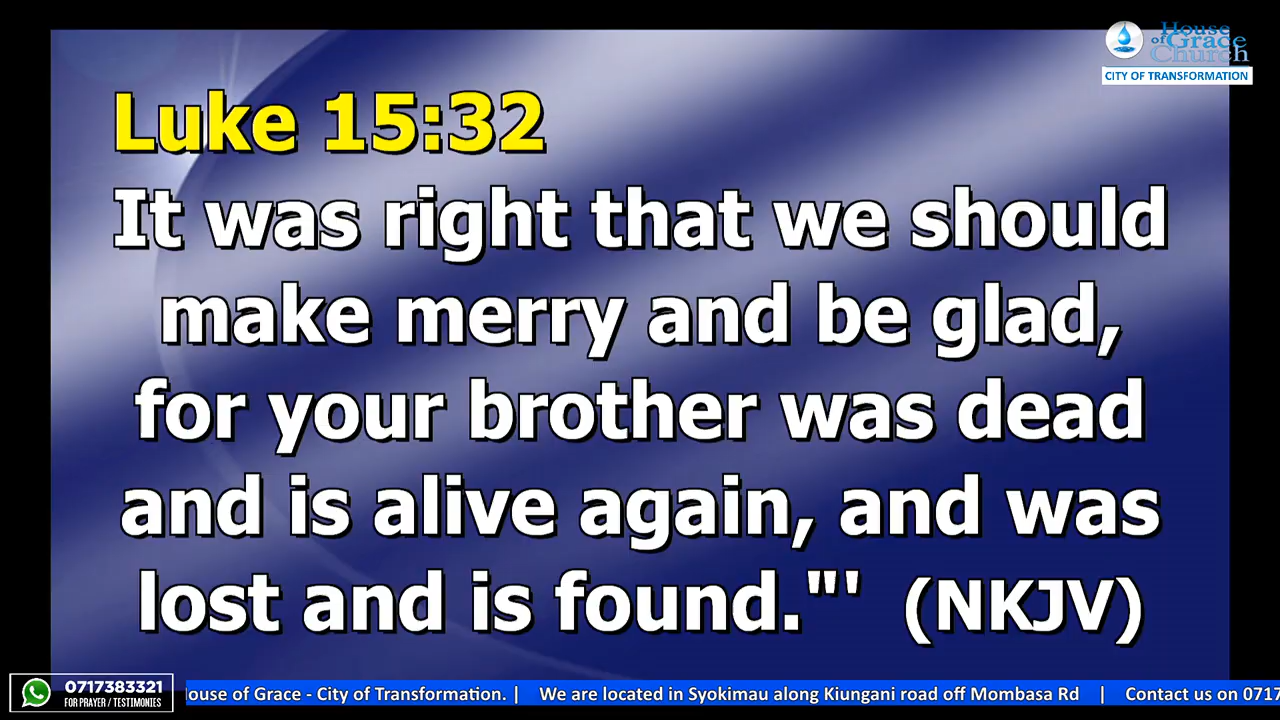 House
of Grace
Church
CITY OF TRANSFORMATION
Luke 15:32
It was right that we should
make merry and be glad,
for your brother was dead
and is alive again, and was
lost and is found."' (NKJV)
0717383321
FOR PRAYER / TESTIMONIES
ouse of Grace - City of Transformation. | We are located in Syokimau along Kiungani road off Mombasa Rd | Contact us on 0717